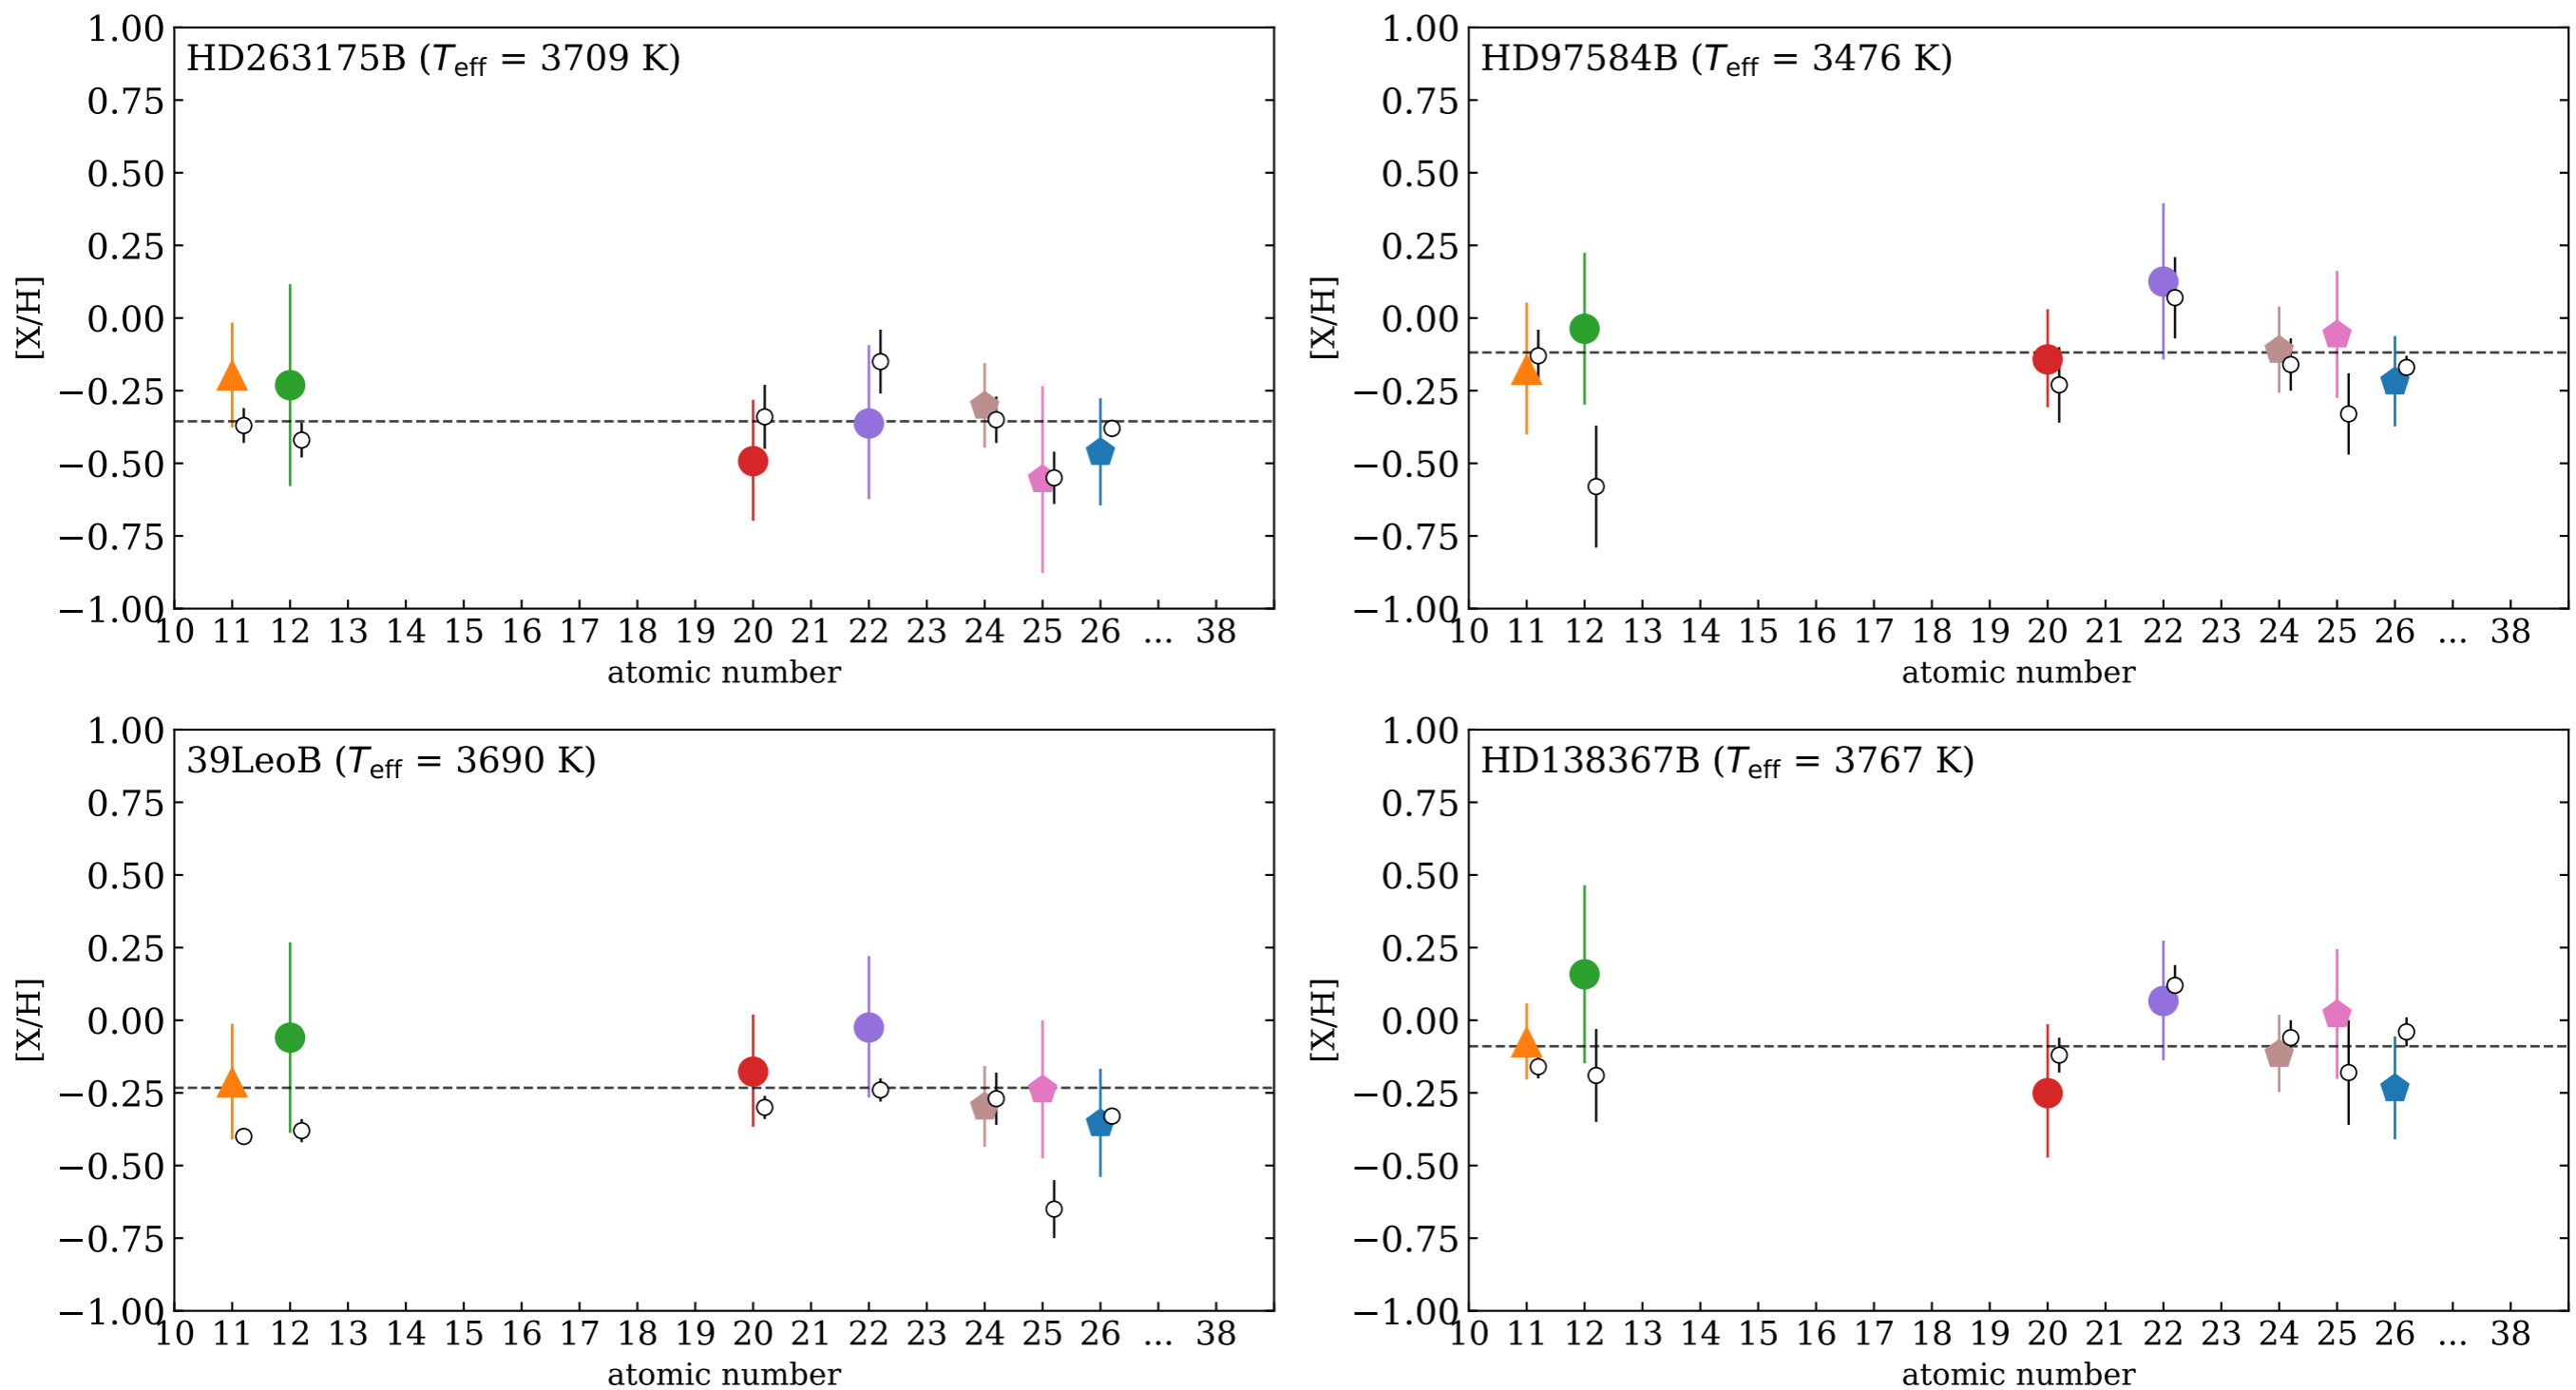 HD263175B (Teff = 3709 K)
1.00
0.75
0.50
0.25
0.00
−0.25
−0.50
−0.75
−1.00
[X/H]
10 11 12 13 14 15 16 17 18 19 20 21 22 23 24 25 26 ... 38
atomic number
HD97584B (Teff = 3476 K)
1.00
0.75
0.50
0.25
0.00
−0.25
−0.50
−0.75
−1.00
[X/H]
10 11 12 13 14 15 16 17 18 19 20 21 22 23 24 25 26 ... 38
atomic number
39LeoB (Teff = 3690 K)
1.00
0.75
0.50
0.25
0.00
−0.25
−0.50
−0.75
−1.00
[X/H]
10 11 12 13 14 15 16 17 18 19 20 21 22 23 24 25 26 ... 38
atomic number
HD138367B (Teff = 3767 K)
1.00
0.75
0.50
0.25
0.00
−0.25
−0.50
−0.75
−1.00
[X/H]
10 11 12 13 14 15 16 17 18 19 20 21 22 23 24 25 26 ... 38
atomic number